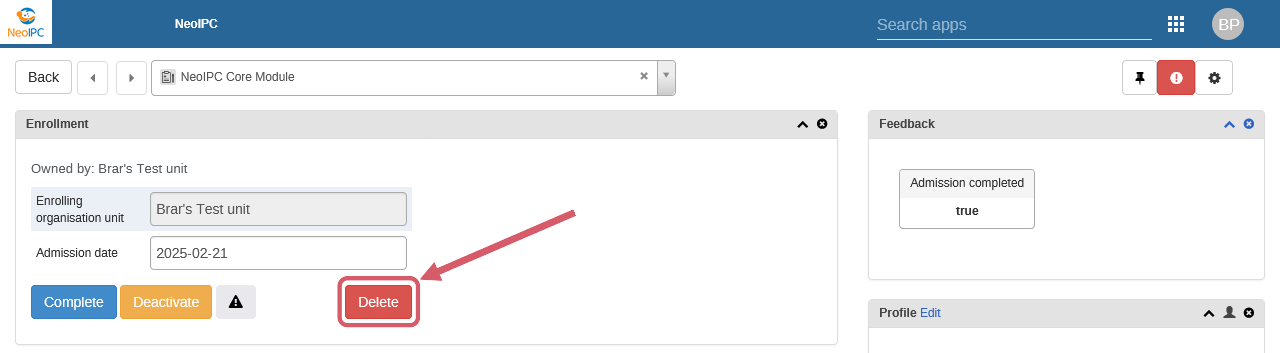 NeoIPC
NeoIPC
Search apps
BP
Back
NeoIPC Core Module
Enrollment
Owned by: Brar's Test unit
Enrolling
organisation unit
Brar's Test unit
Admission date
2025-02-21
Complete
Deactivate
Delete
Feedback
Admission completed
true
Profile Edit